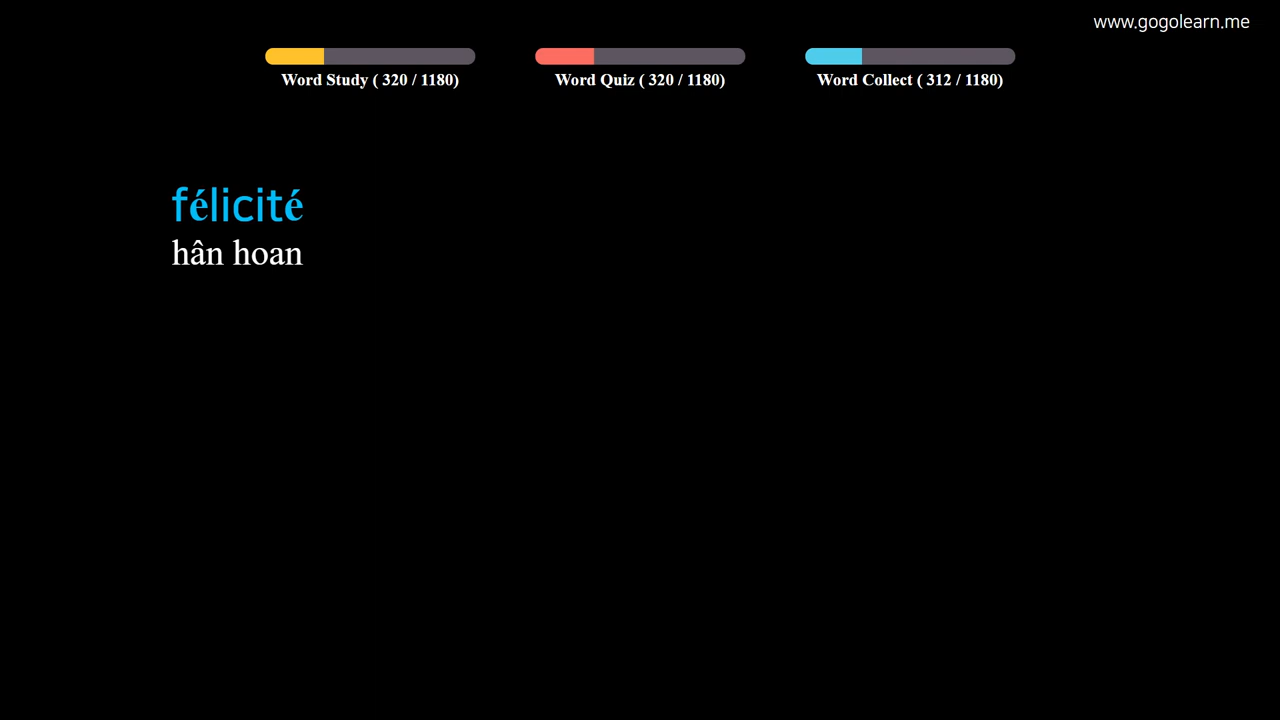 www.gogolearn.me
Word Study ( 320 / 1180)
Word Quiz ( 320 / 1180)
Word Collect ( 312 / 1180)
félicité
hân hoan